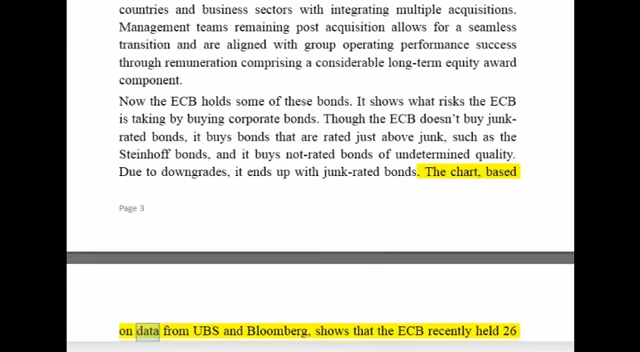 countries and business sectors with integrating multiple acquisitions.
Management teams remaining post acquisition allows for a seamless
transition and are aligned with group operating performance success
through remuneration comprising a considerable long-term equity award
component.
Now the ECB holds some of these bonds. It shows what risks the ECB
is taking by buying corporate bonds. Though the ECB doesn't buy junk-
rated bonds, it buys bonds that are rated just above junk, such as the
Steinhoff bonds, and it buys not-rated bonds of undetermined quality.
Due to downgrades, it ends up with junk-rated bonds. The chart, based
Page 3
on data from UBS and Bloomberg, shows that the ECB recently held 26